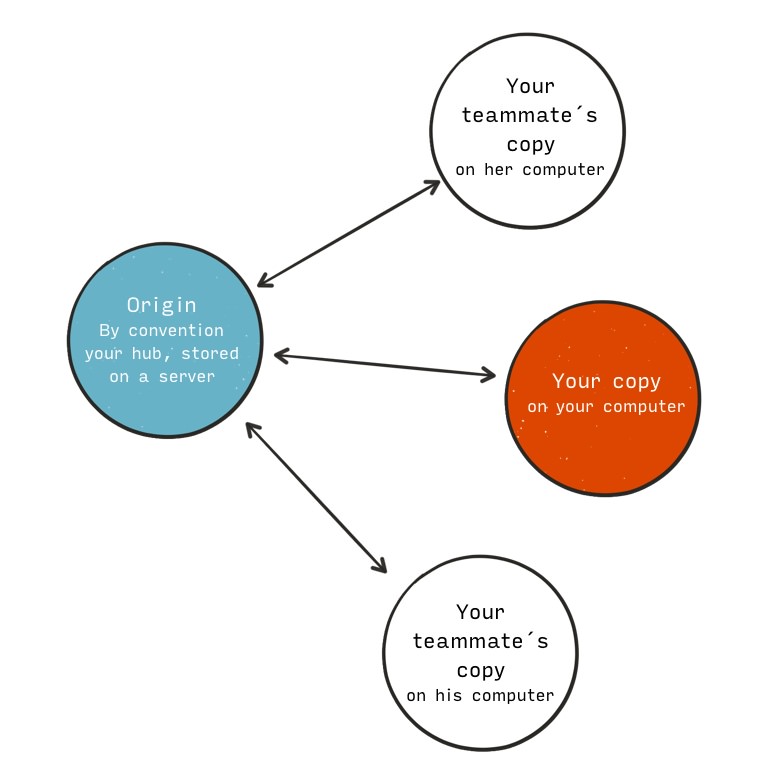 Your
teammate´s
copy
on her computer
Origin
By convention
your hub, stored
on a server
Your copy
on your computer
Your
teammate´s
copy
on his computer